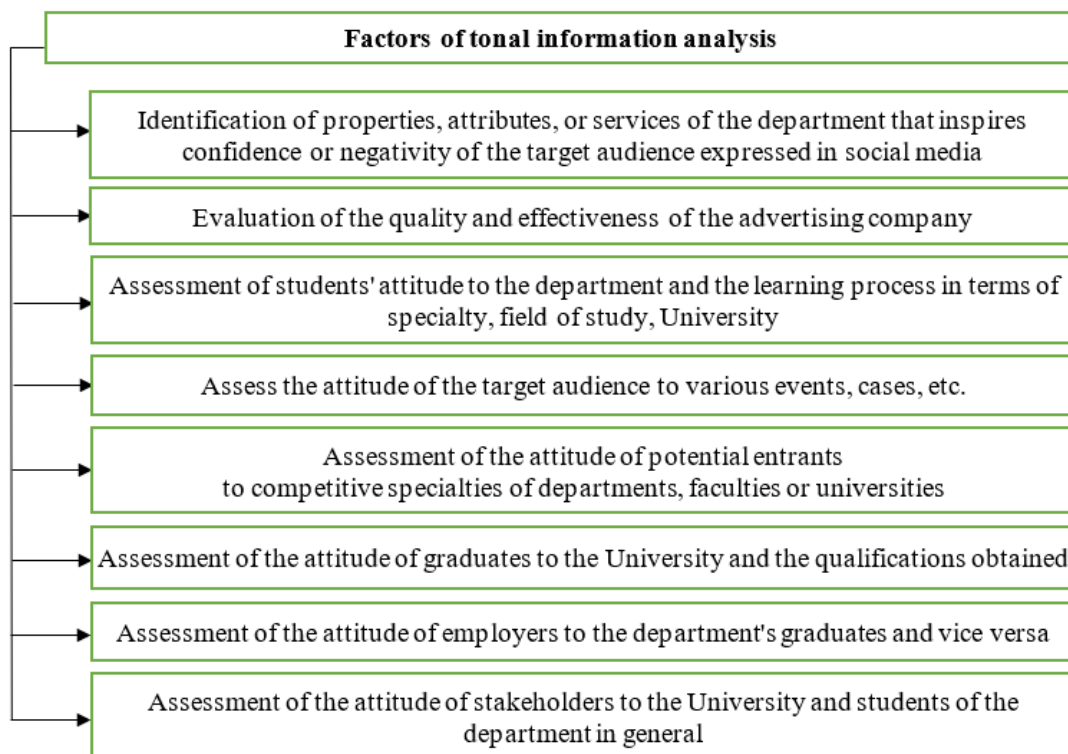 Factors of tonal information analysis
Identification of properties, attributes, or services of the department that inspires
confidence or negativity of the target audience expressed in social media
Evaluation of the quality and effectiveness of the advertising company
Assessment of students' attitude to the department and the learning process in terms of
specialty, field of study, University
Assess the attitude of the target audience to various events, cases, etc.
Assessment of the attitude of potential entrants
to competitive specialties of departments, faculties or universities
Assessment of the attitude of graduates to the University and the qualifications obtained
Assessment of the attitude of employers to the department's graduates and vice versa
Assessment of the attitude of stakeholders to the University and students of the
department in general